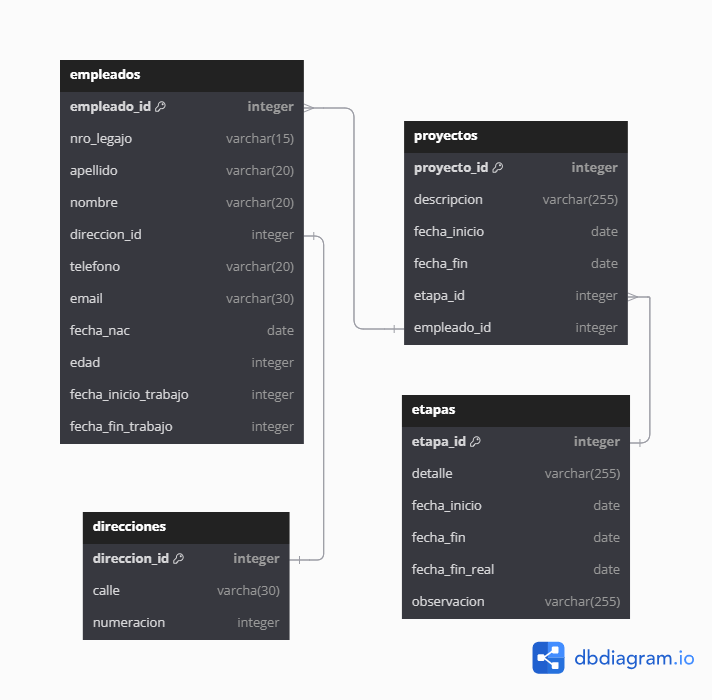 empleados
empleado_id integer
nro_legajo varchar(15)
apellido varchar(20)
nombre varchar(20)
direccion_id integer
telefono varchar(20)
email varchar(30)
fecha_nac date
edad integer
fecha_inicio_trabajo integer
fecha_fin_trabajo integer
proyectos
proyecto_id integer
descripcion varchar(255)
fecha_inicio date
fecha_fin date
etapa_id integer
empleado_id integer
etapas
etapa_id integer
detalle varchar(255)
fecha_inicio date
fecha_fin date
fecha_fin_real date
observacion varchar(255)
direcciones
direccion_id integer
calle varcha(30)
numeracion integer
dbdiagram.io